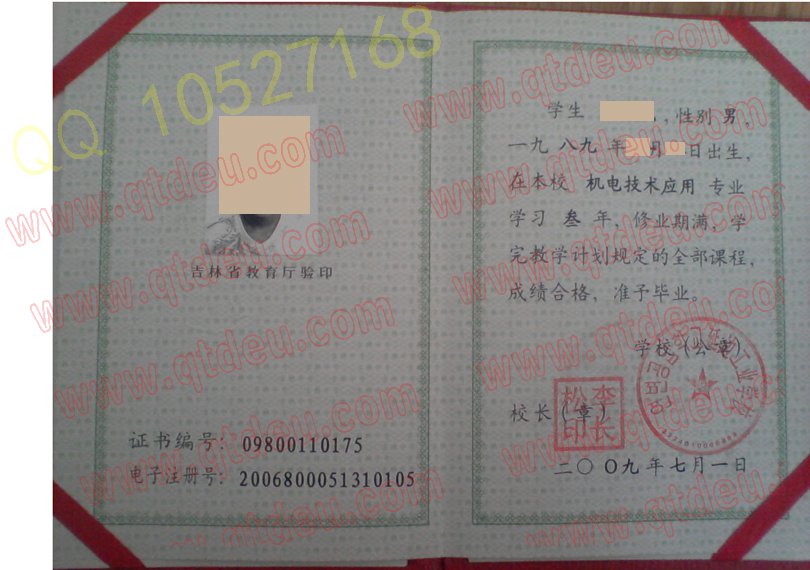 QQ 10527168
www.qtdeu.com
吉林省教育厅验印
证书编号： 09800110175
电子注册号： 2006800051310105
学生 ，性别 男，
一九 八九 年 月 日出生，
在本校 机电技术应用 专业
学习 叁 年，修业期满，学
完教学计划规定的全部课程，
成绩合格，准予毕业。
学校（公章）
校长（章）
李长松印
二〇〇九年七月一日